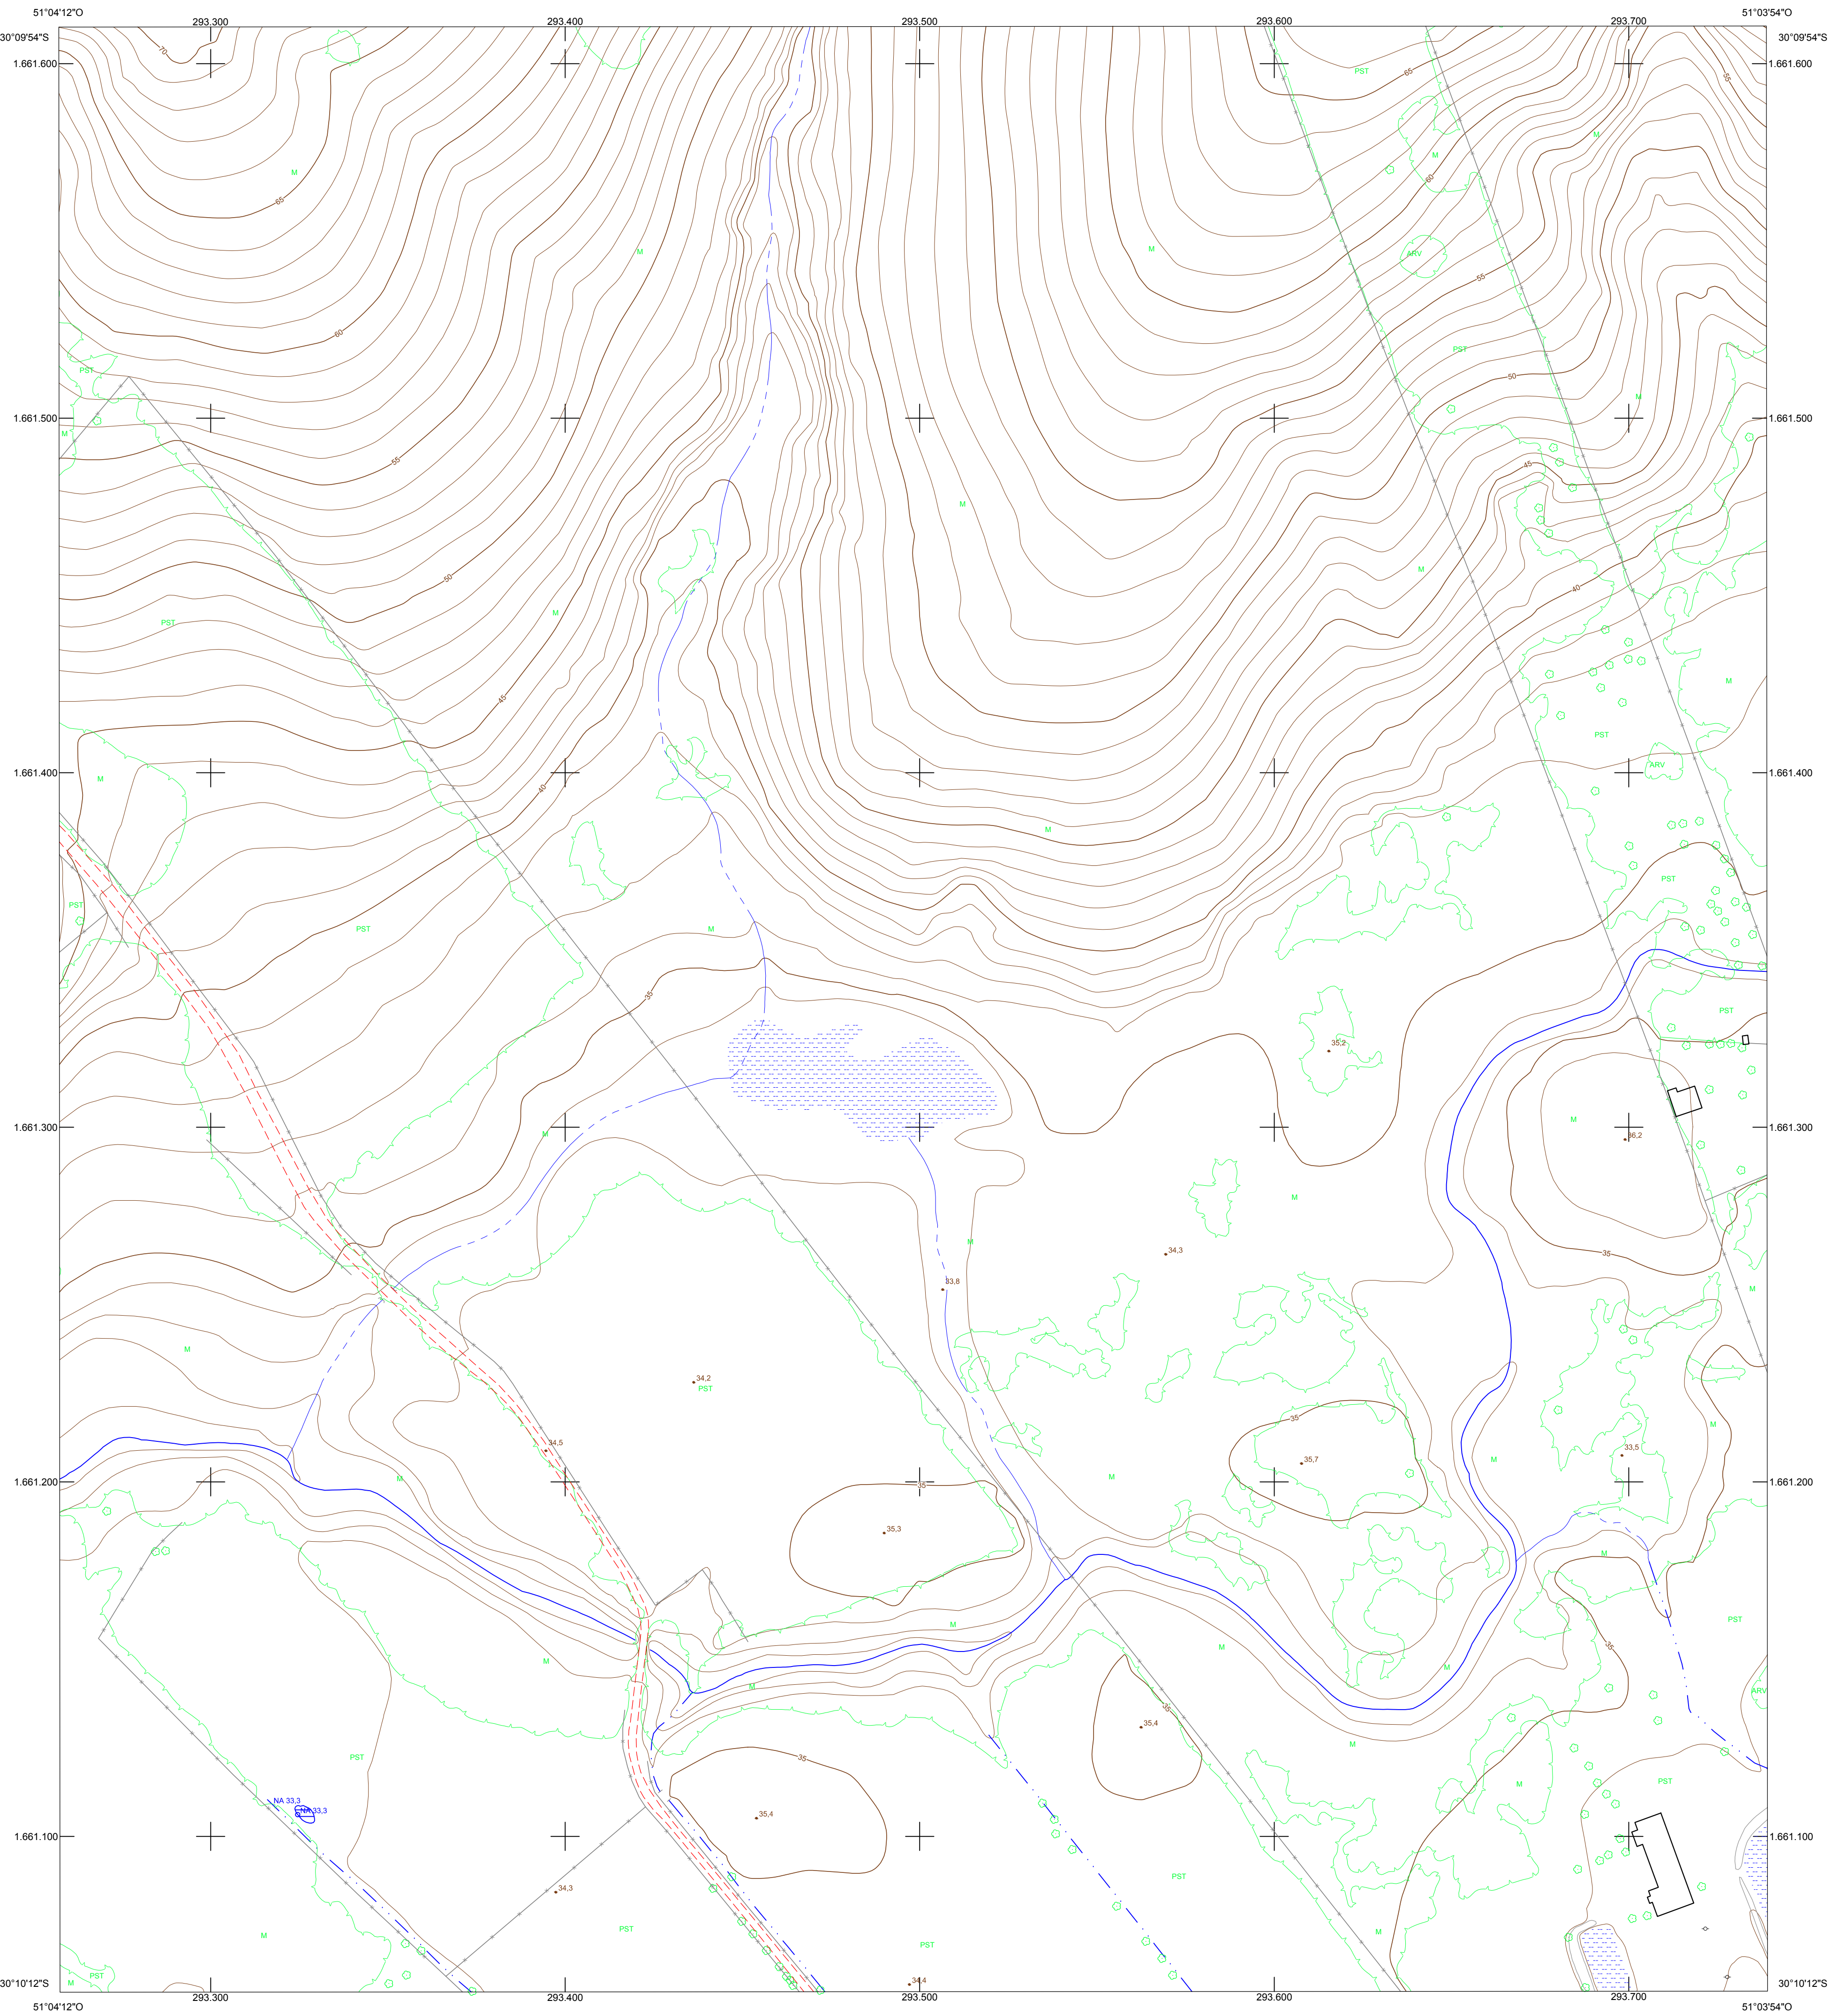 51°04'12"O 51°03'54"O
293.300 293.400 293.500 293.600 293.700
30°09'54"S 30°09'54"S
1.661.600 1.661.600
70
PST
65
55
M
M
M
M
60
65
M
M
ARV
55
60
PST
PST
50
M
1.661.500 1.661.500
M
55
45
M
50
M
40
M
PST
M
45
PST
ARV
1.661.400 1.661.400
M
40
M
PST
PST
PST
M
35
PST
35,2
1.661.300 1.661.300
M
M
36,2
M
M
35
34,3
33,8
M
M
34,2
PST
35
M
34,5
33,5
35,7
M
M
M
1.661.200 1.661.200
35
35,3
M
PST
M
M
35
M
M
M
ARV
35
35,4
M
PST
35
PST
M
NA 33,3
NA 33,3
35,4
1.661.100 1.661.100
PST
34,3
PST
M
M
PST
PST
M
34,4
30°10'12"S 30°10'12"S
293.300 293.400 293.500 293.600 293.700
51°04'12"O 51°03'54"O